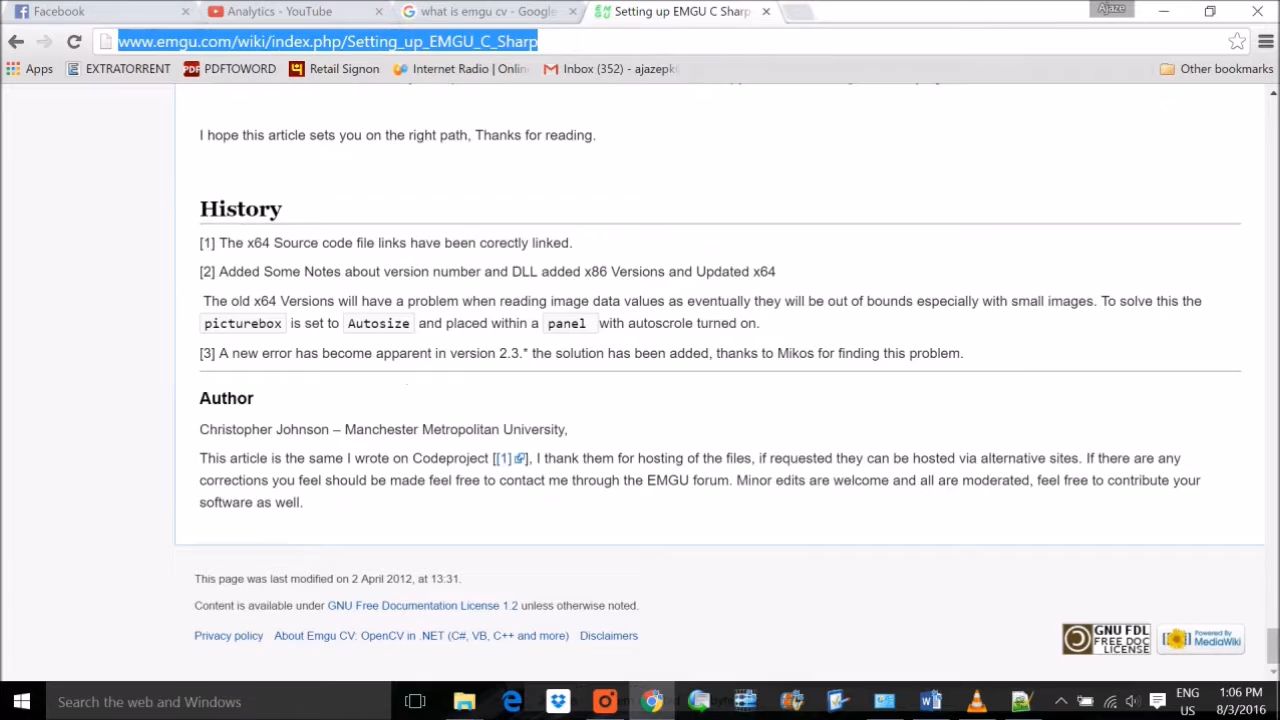 Facebook
Analytics - YouTube
what is emgu cv - Google
Setting up EMGU C Sharp
Ajaze
www.emgu.com/wiki/index.php/Setting_up_EMGU_C_Sharp
Apps
EXTRATORRENT
PDF PDFTOWORD
Retail Signon
Internet Radio | Onlin
Inbox (352) - ajazepk
Other bookmarks
I hope this article sets you on the right path, Thanks for reading.
History
[1] The x64 Source code file links have been corectly linked.
[2] Added Some Notes about version number and DLL added x86 Versions and Updated x64
The old x64 Versions will have a problem when reading image data values as eventually they will be out of bounds especially with small images. To solve this the
picturebox is set to Autosize and placed within a panel with autoscrole turned on.
[3] A new error has become apparent in version 2.3.* the solution has been added, thanks to Mikos for finding this problem.
Author
Christopher Johnson – Manchester Metropolitan University,
This article is the same I wrote on Codeproject [[1]], I thank them for hosting of the files, if requested they can be hosted via alternative sites. If there are any
corrections you feel should be made feel free to contact me through the EMGU forum. Minor edits are welcome and all are moderated, feel free to contribute your
software as well.
This page was last modified on 2 April 2012, at 13:31.
Content is available under GNU Free Documentation License 1.2 unless otherwise noted.
Privacy policy About Emgu CV: OpenCV in .NET (C#, VB, C++ and more) Disclaimers
GNU FDL
FREE DOC
LICENSE
Powered By
MediaWiki
Search the web and Windows
ENG
US
1:06 PM
8/3/2016